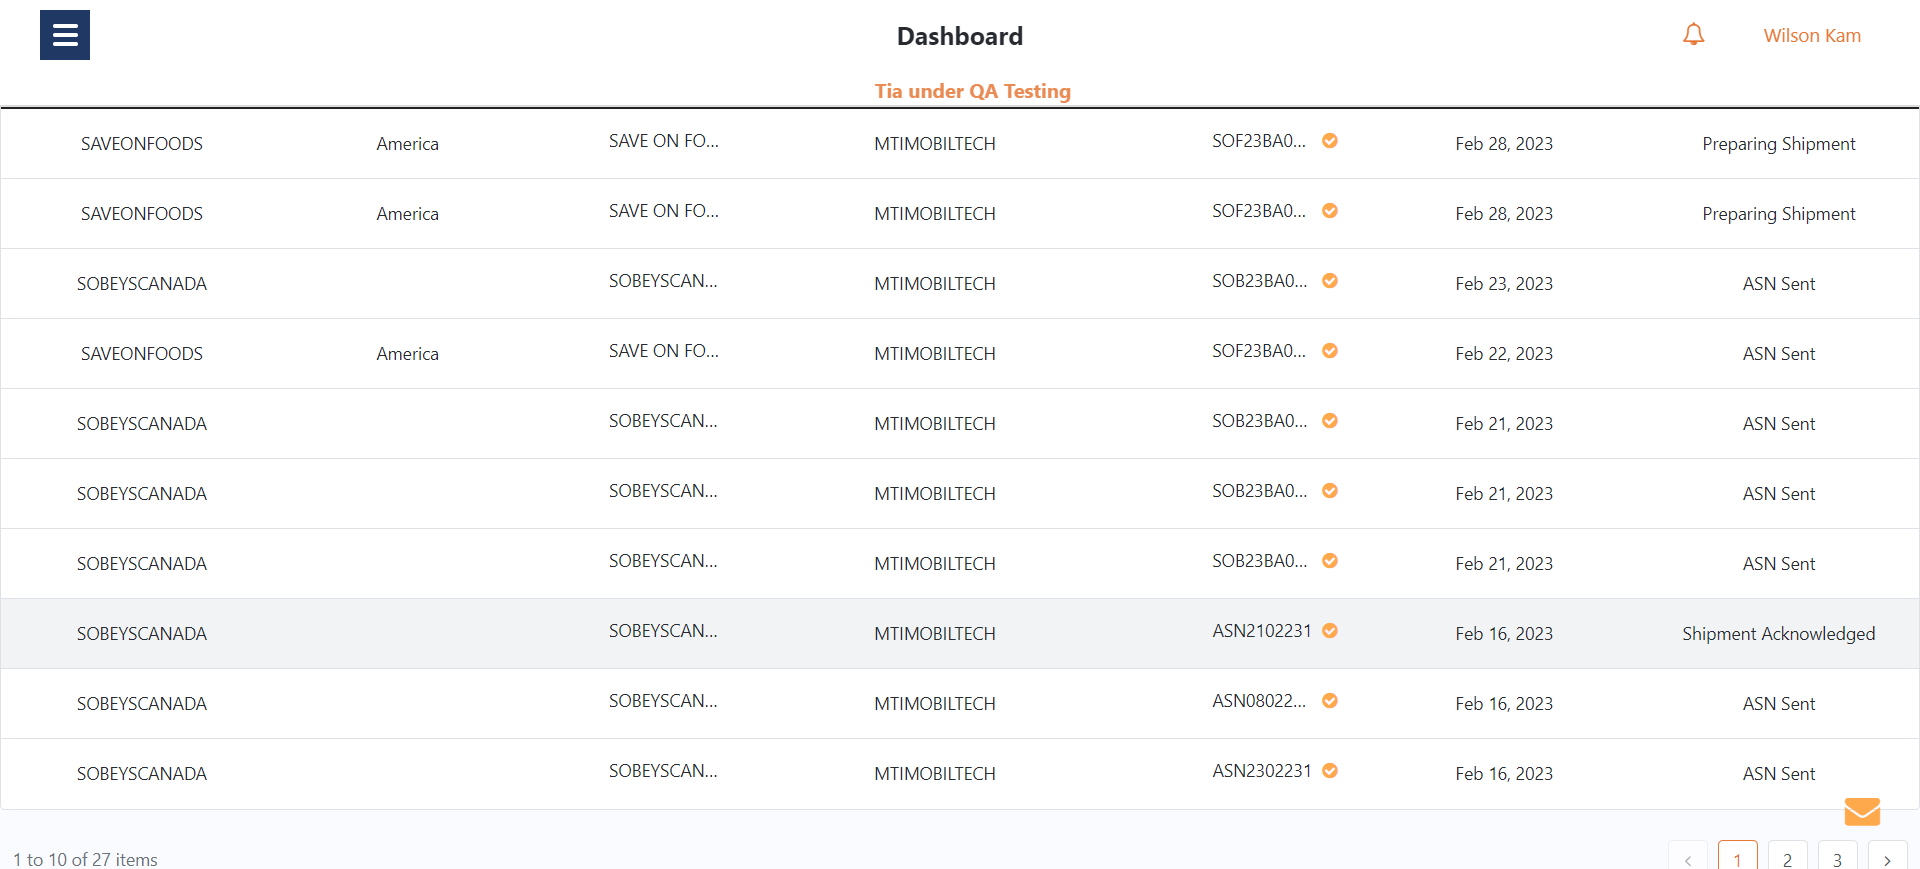 Dashboard
Wilson Kam
Tia under QA Testing
SAVEONFOODS America SAVE ON FO... MTIMOBILTECH SOF23BA0... Feb 28, 2023 Preparing Shipment
SAVEONFOODS America SAVE ON FO... MTIMOBILTECH SOF23BA0... Feb 28, 2023 Preparing Shipment
SOBEYSCANADA SOBEYSCAN... MTIMOBILTECH SOB23BA0... Feb 23, 2023 ASN Sent
SAVEONFOODS America SAVE ON FO... MTIMOBILTECH SOF23BA0... Feb 22, 2023 ASN Sent
SOBEYSCANADA SOBEYSCAN... MTIMOBILTECH SOB23BA0... Feb 21, 2023 ASN Sent
SOBEYSCANADA SOBEYSCAN... MTIMOBILTECH SOB23BA0... Feb 21, 2023 ASN Sent
SOBEYSCANADA SOBEYSCAN... MTIMOBILTECH SOB23BA0... Feb 21, 2023 ASN Sent
SOBEYSCANADA SOBEYSCAN... MTIMOBILTECH ASN2102231 Feb 16, 2023 Shipment Acknowledged
SOBEYSCANADA SOBEYSCAN... MTIMOBILTECH ASN08022... Feb 16, 2023 ASN Sent
SOBEYSCANADA SOBEYSCAN... MTIMOBILTECH ASN2302231 Feb 16, 2023 ASN Sent
1 to 10 of 27 items ‹ 1 2 3 ›